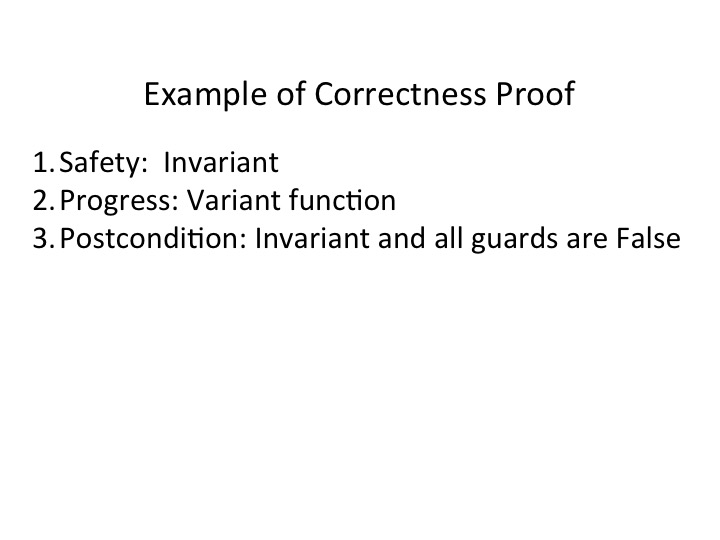 Example of Correctness Proof
1. Safety: Invariant
2. Progress: Variant function
3. Postcondition: Invariant and all guards are False